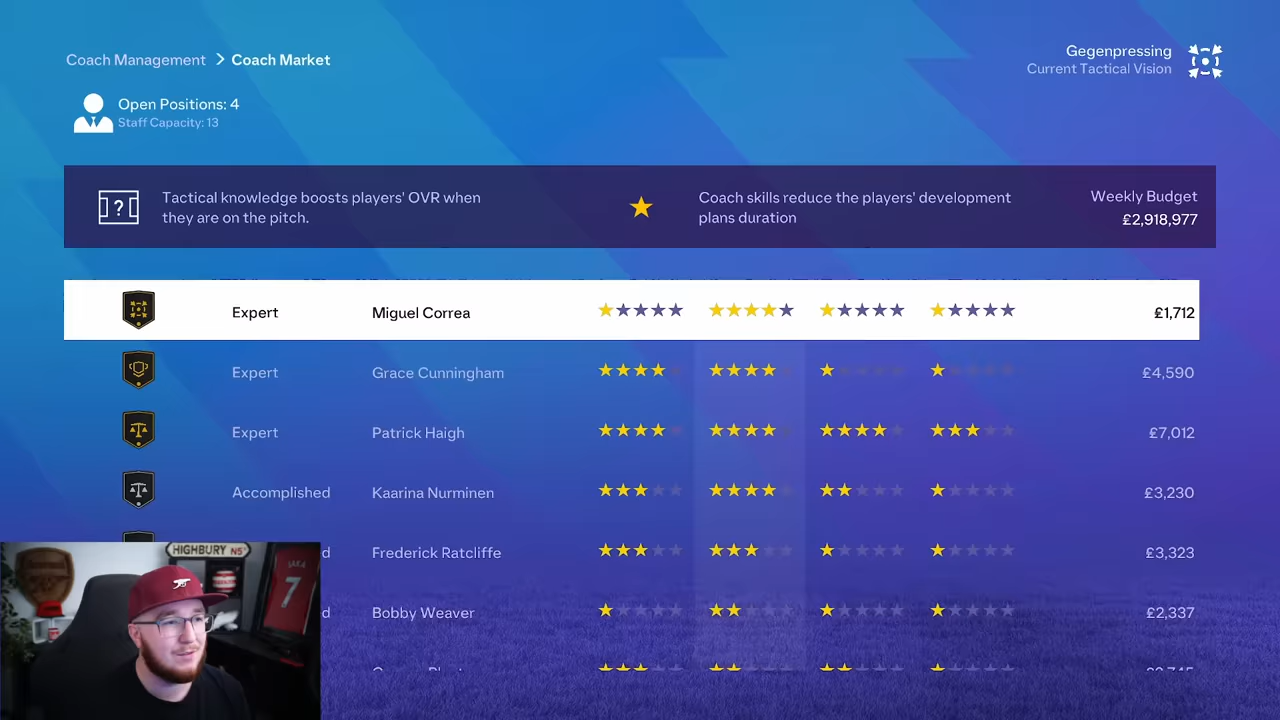 Coach Management > Coach Market
Gegenpressing
Current Tactical Vision
Open Positions: 4
Staff Capacity: 13
Tactical knowledge boosts players' OVR when
they are on the pitch.
Coach skills reduce the players' development
plans duration
Weekly Budget
£2,918,977
Expert Miguel Correa £1,712
Expert Grace Cunningham £4,590
Expert Patrick Haigh £7,012
Accomplished Kaarina Nurminen £3,230
d Frederick Ratcliffe £3,323
d Bobby Weaver £2,337
HIGHBURY N5
SAKA
7